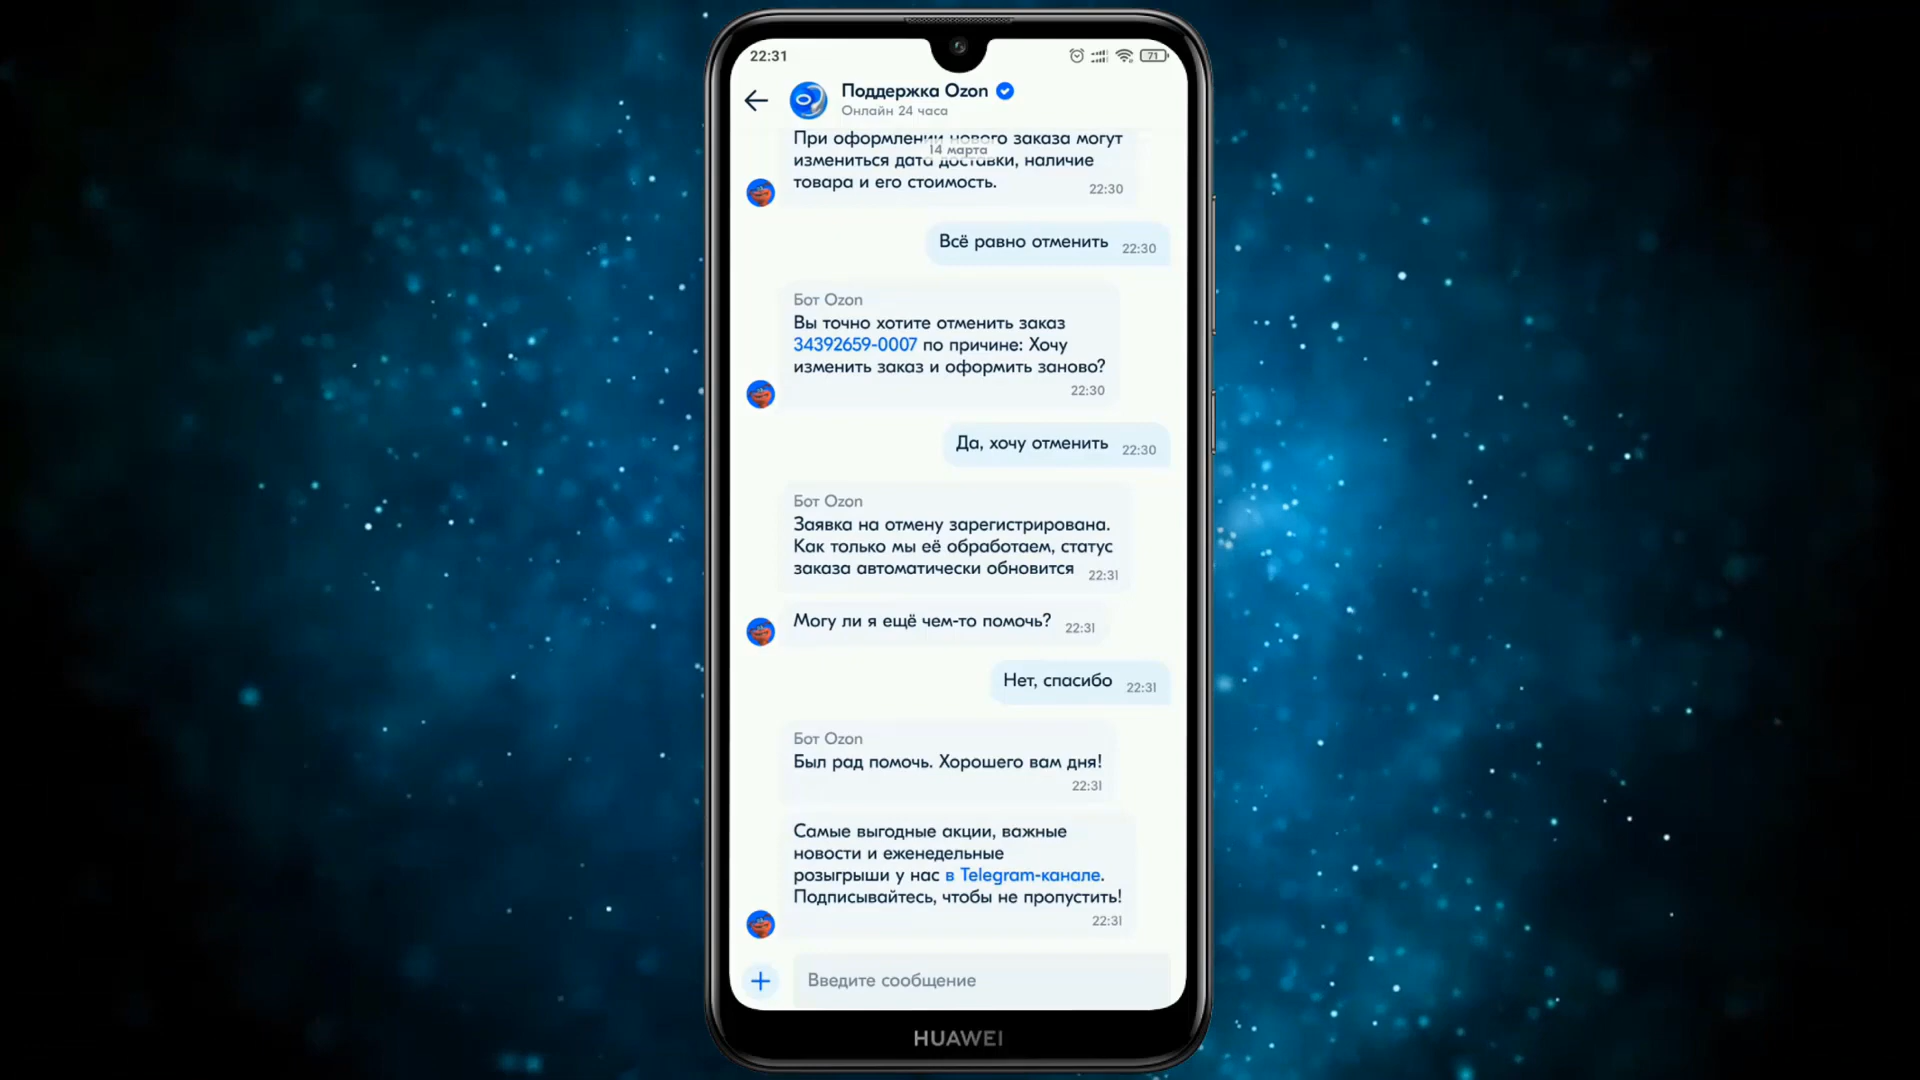 22:31
71
Поддержка Ozon
Онлайн 24 часа
При оформлении нового заказа могут
14 марта
измениться дата доставки, наличие
товара и его стоимость.
22:30
Всё равно отменить 22:30
Бот Ozon
Вы точно хотите отменить заказ
34392659-0007 по причине: Хочу
изменить заказ и оформить заново?
22:30
Да, хочу отменить 22:30
Бот Ozon
Заявка на отмену зарегистрирована.
Как только мы её обработаем, статус
заказа автоматически обновится 22:31
Могу ли я ещё чем-то помочь? 22:31
Нет, спасибо 22:31
Бот Ozon
Был рад помочь. Хорошего вам дня!
22:31
Самые выгодные акции, важные
новости и еженедельные
розыгрыши у нас в Telegram-канале.
Подписывайтесь, чтобы не пропустить!
22:31
Введите сообщение
HUAWEI